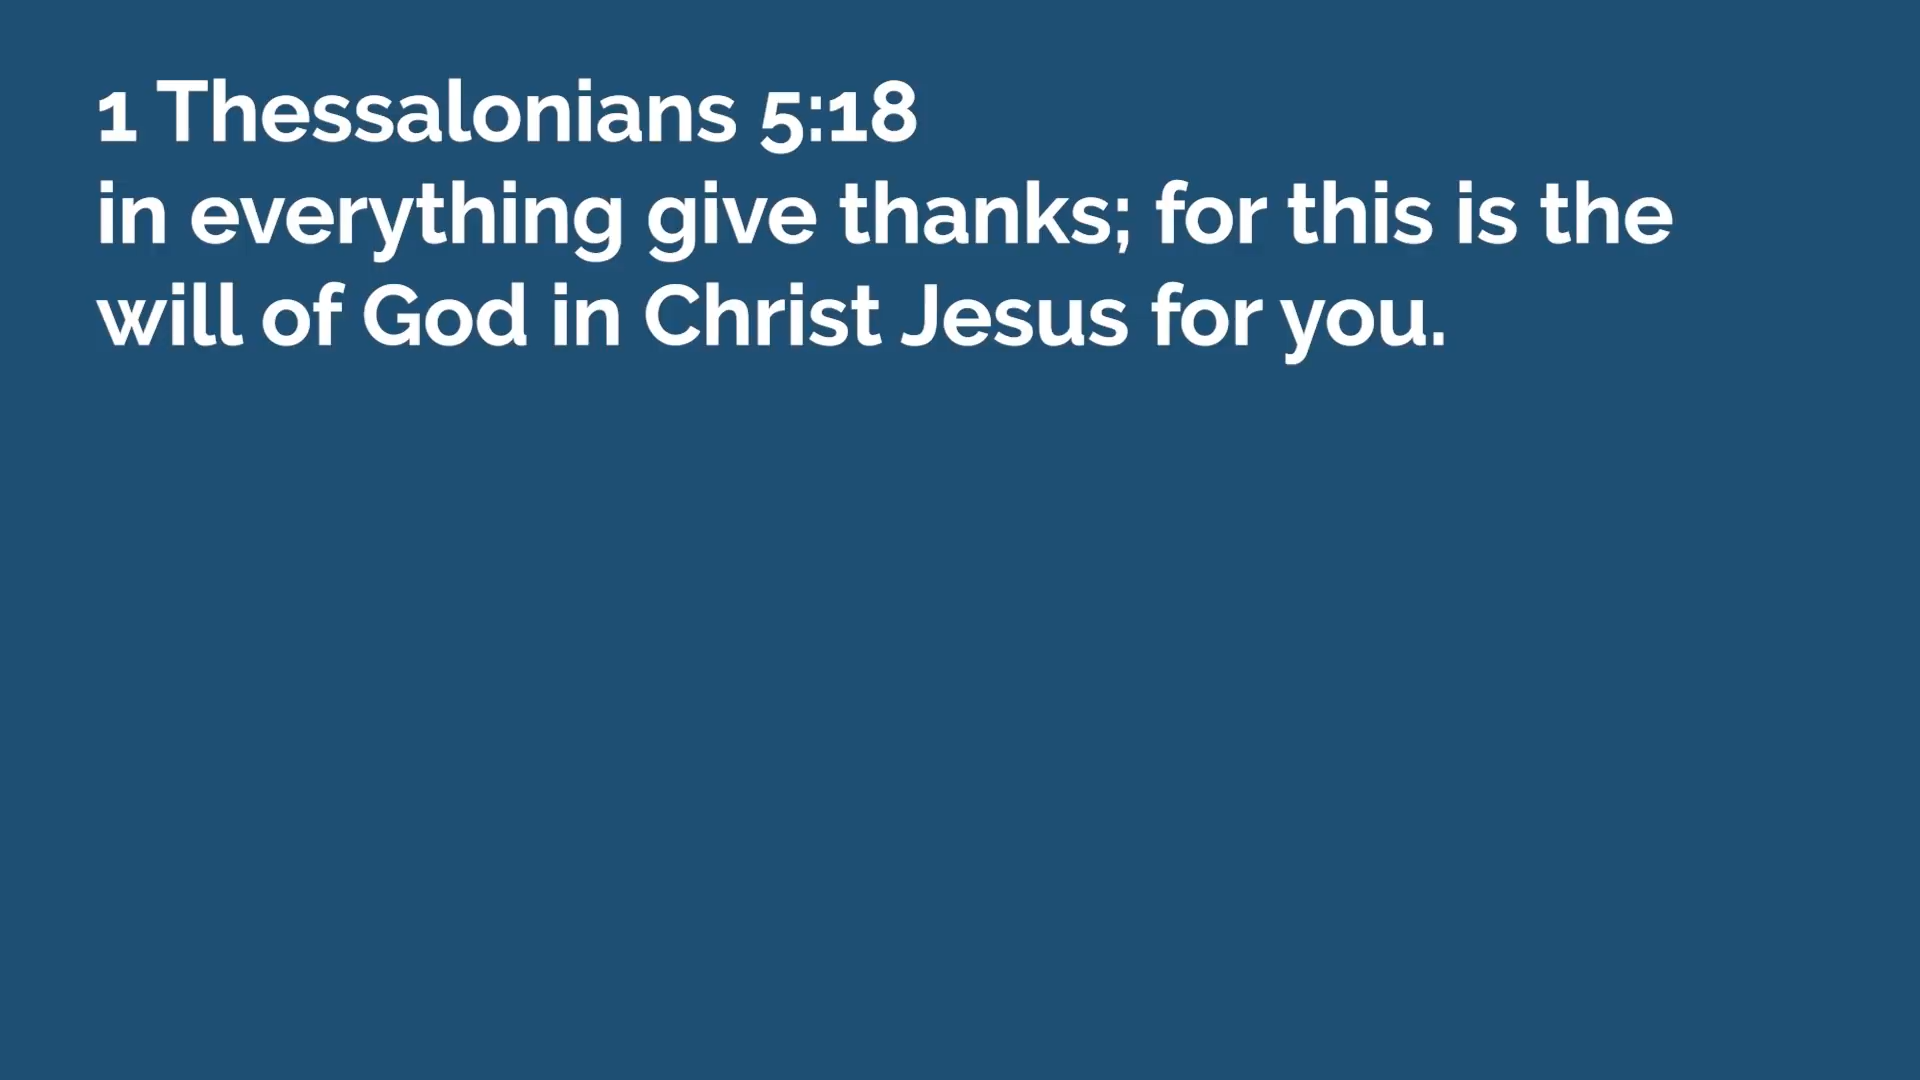 1 Thessalonians 5:18
in everything give thanks; for this is the
will of God in Christ Jesus for you.